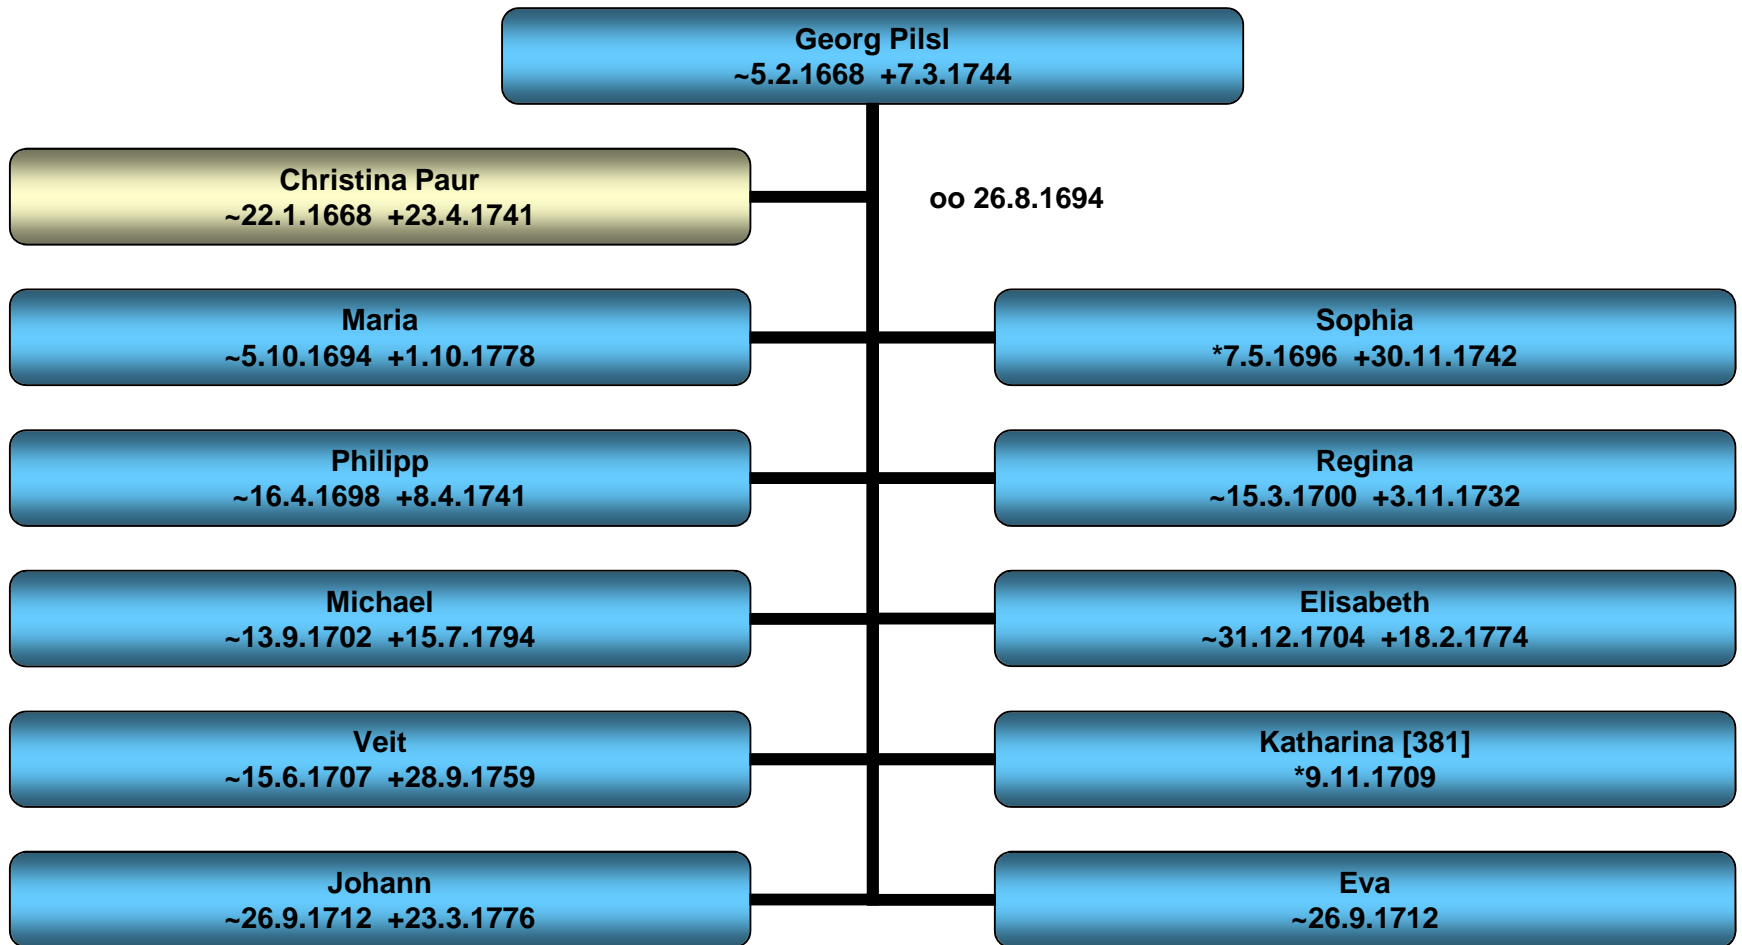 Georg Pilsl
~5.2.1668 +7.3.1744
Christina Paur
~22.1.1668 +23.4.1741
oo 26.8.1694
Maria
~5.10.1694 +1.10.1778
Sophia
*7.5.1696 +30.11.1742
Philipp
~16.4.1698 +8.4.1741
Regina
~15.3.1700 +3.11.1732
Michael
~13.9.1702 +15.7.1794
Elisabeth
~31.12.1704 +18.2.1774
Veit
~15.6.1707 +28.9.1759
Katharina [381]
*9.11.1709
Johann
~26.9.1712 +23.3.1776
Eva
~26.9.1712